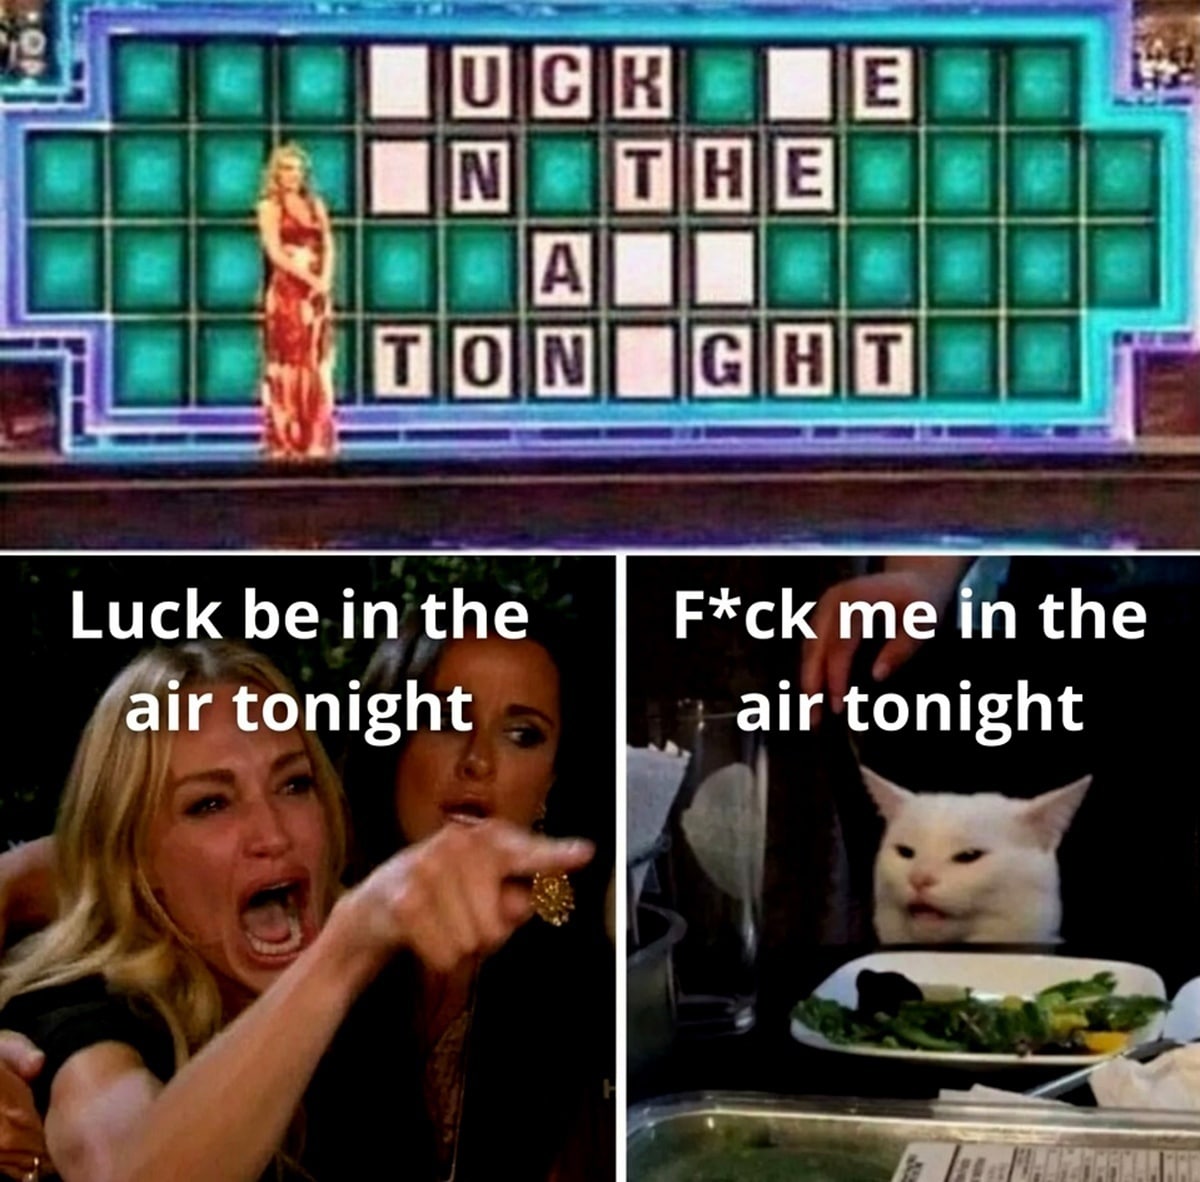 UCK E
N THE
A
TON GHT
Luck be in the
air tonight
F*ck me in the
air tonight